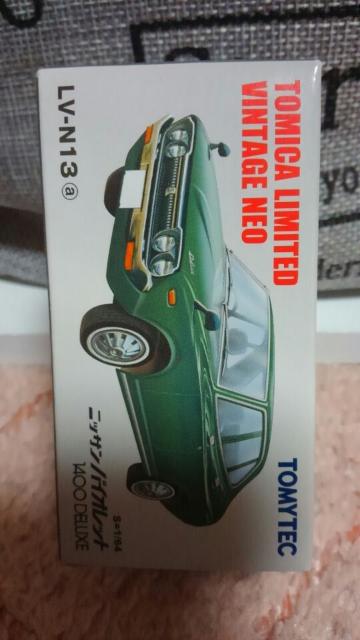 TOMICA LIMITED
VINTAGE NEO
LV-N13 a
TOMYTEC
S=1/64
ニッサンバイオレット
1400 DELUXE